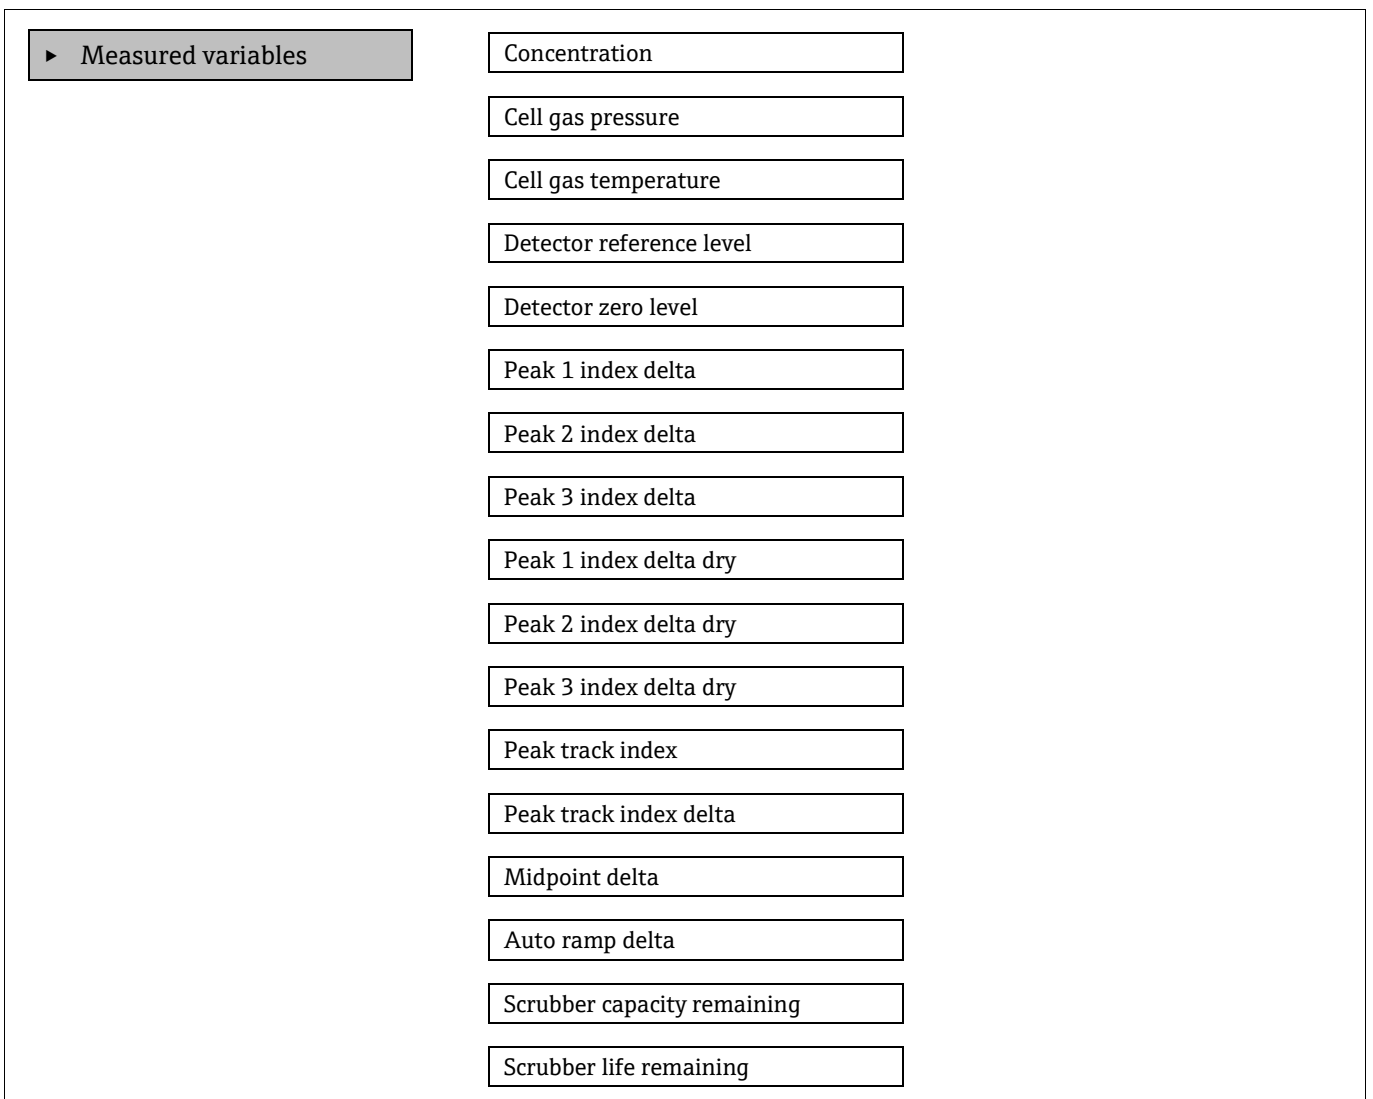 ▸ Measured variables
Concentration
Cell gas pressure
Cell gas temperature
Detector reference level
Detector zero level
Peak 1 index delta
Peak 2 index delta
Peak 3 index delta
Peak 1 index delta dry
Peak 2 index delta dry
Peak 3 index delta dry
Peak track index
Peak track index delta
Midpoint delta
Auto ramp delta
Scrubber capacity remaining
Scrubber life remaining